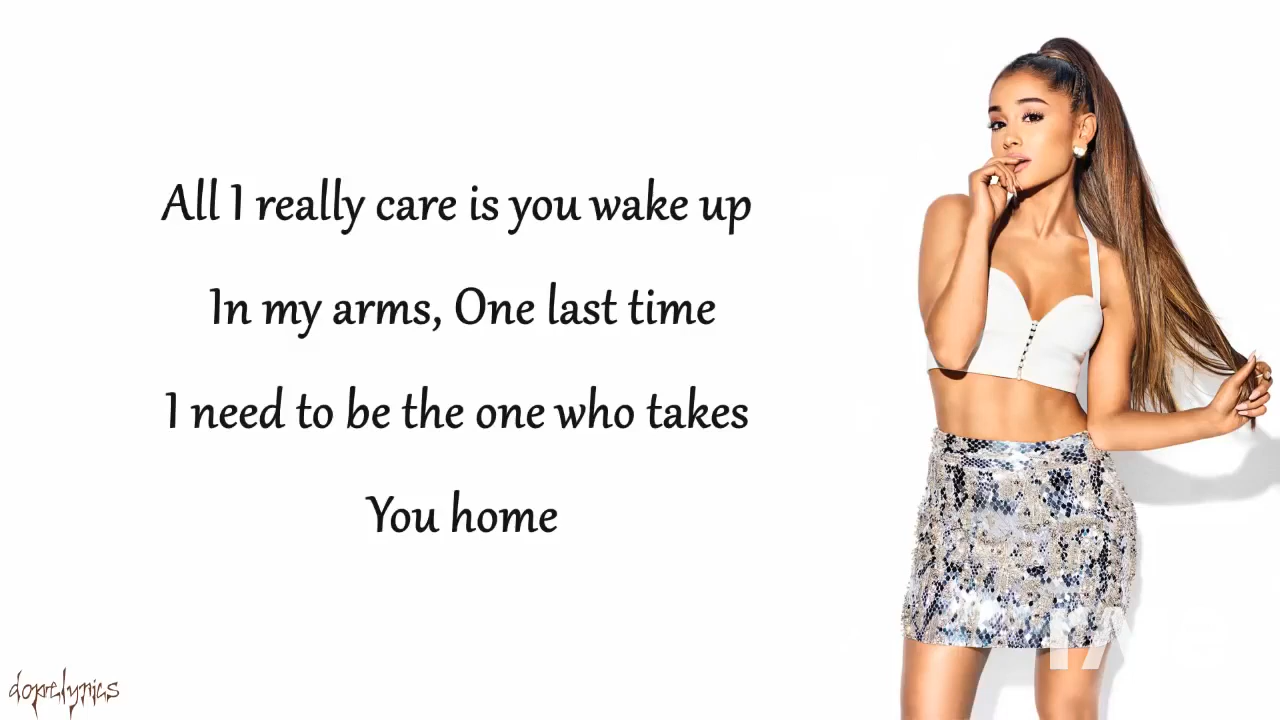 All I really care is you wake up
In my arms, One last time
I need to be the one who takes
You home
dopelyrics